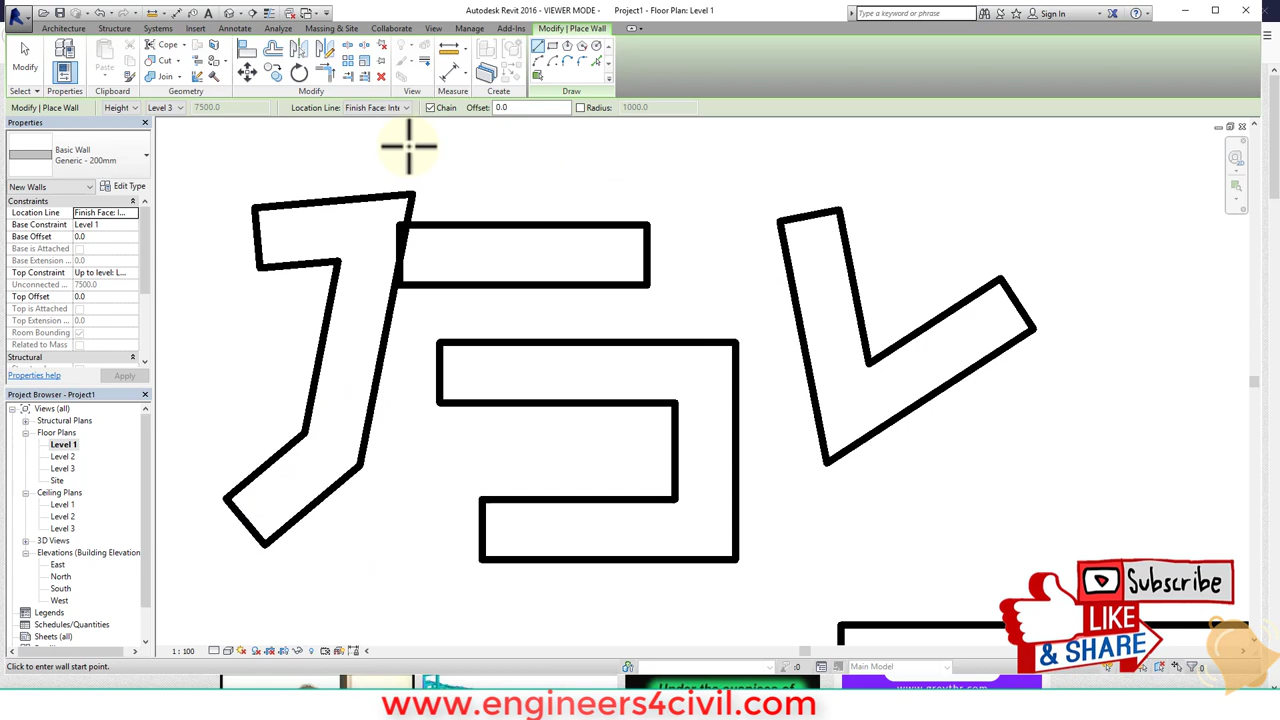 Autodesk Revit 2016 - VIEWER MODE - Project1 - Floor Plan: Level 1
Type a keyword or phrase
Sign In
Architecture Structure Systems Insert Annotate Analyze Massing & Site Collaborate View Manage Add-Ins Modify | Place Wall
Modify Paste Cope Cut Join
Select Properties Clipboard Geometry Modify View Measure Create Draw
Modify | Place Wall Height Level 3 7500.0 Location Line: Finish Face: Inte Chain Offset: 0.0 Radius: 1000.0
Properties
Basic Wall
Generic - 200mm
New Walls Edit Type
Constraints
Location Line Finish Face: I...
Base Constraint Level 1
Base Offset 0.0
Base is Attached
Base Extension ... 0.0
Top Constraint Up to level: L...
Unconnected ... 7500.0
Top Offset 0.0
Top is Attached
Top Extension ... 0.0
Room Bounding
Related to Mass
Structural
Properties help Apply
Project Browser - Project1
Views (all)
Structural Plans
Floor Plans
Level 1
Level 2
Level 3
Site
Ceiling Plans
Level 1
Level 2
Level 3
3D Views
Elevations (Building Elevation
East
North
South
West
Legends
Schedules/Quantities
Sheets (all)
Subscribe
LIKE
& SHARE
1 : 100
Click to enter wall start point.
:0 Main Model
www.engineers4civil.com